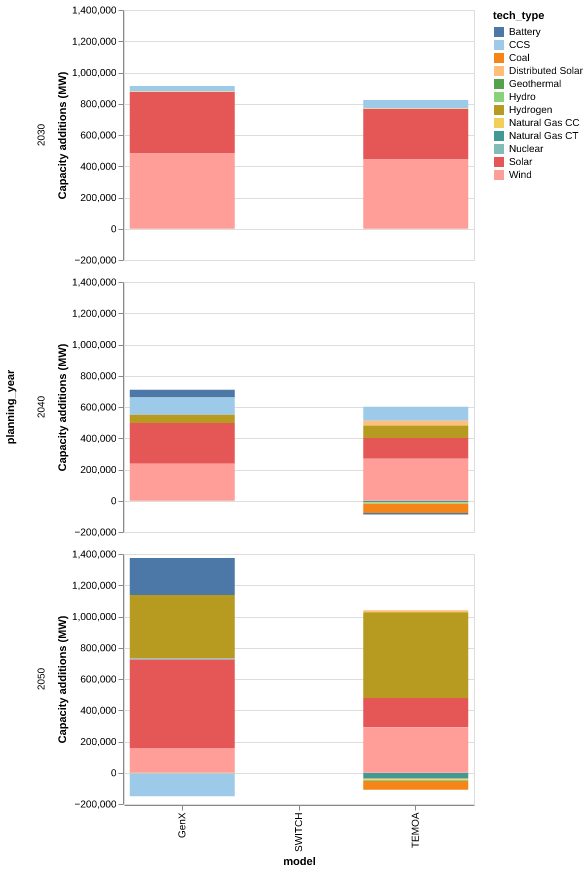 tech_type
Battery
CCS
Coal
Distributed Solar
Geothermal
Hydro
Hydrogen
Natural Gas CC
Natural Gas CT
Nuclear
Solar
Wind
planning_year
2030
Capacity additions (MW)
1,400,000
1,200,000
1,000,000
800,000
600,000
400,000
200,000
0
−200,000
2040
Capacity additions (MW)
1,400,000
1,200,000
1,000,000
800,000
600,000
400,000
200,000
0
−200,000
2050
Capacity additions (MW)
1,400,000
1,200,000
1,000,000
800,000
600,000
400,000
200,000
0
−200,000
GenX
SWITCH
TEMOA
model